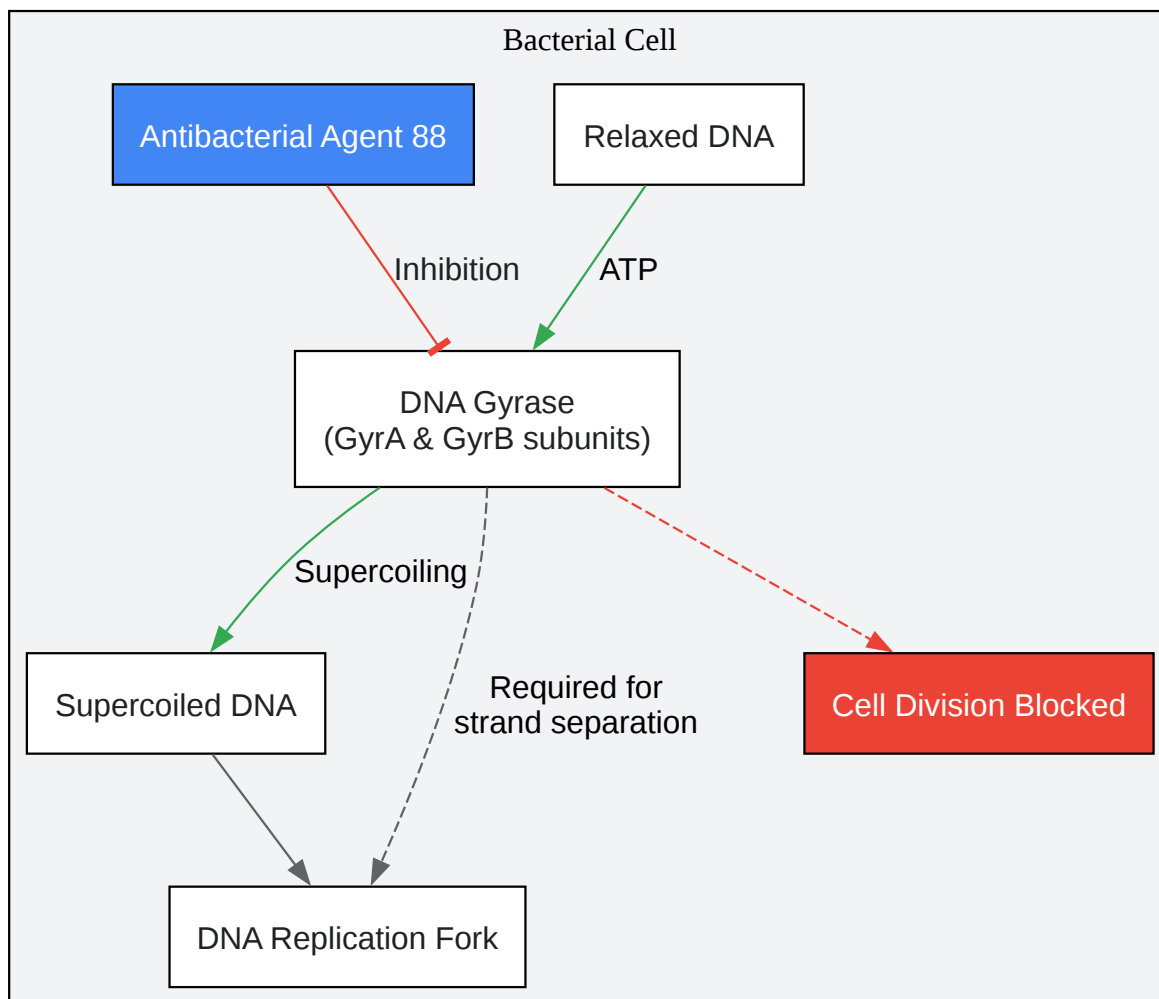 Bacterial Cell
Antibacterial Agent 88
Relaxed DNA
Inhibition
ATP
DNA Gyrase
(GyrA & GyrB subunits)
Supercoiling
Required for
strand separation
Supercoiled DNA
Cell Division Blocked
DNA Replication Fork